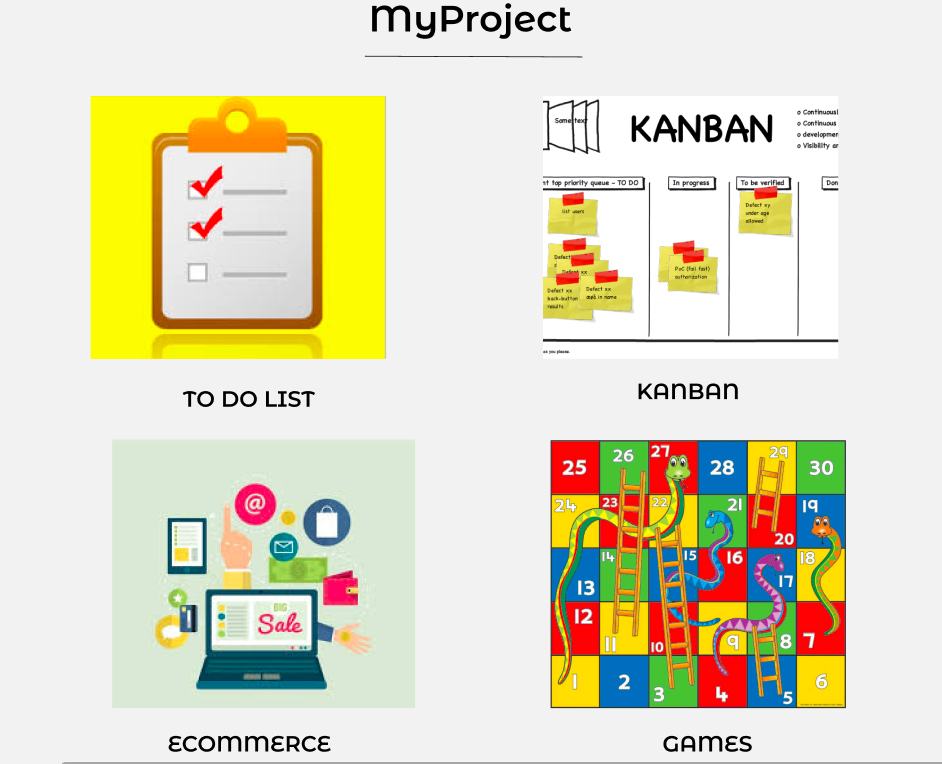 MyProject
Some text
KANBAN
o Continuousl
o Continuous
o developmen
o Visibility an
nt top priority queue - TO DO
In progress
To be verified
Don
List users
Defect
Defect xx
Defect xx
back-button
results
Defect xx
in name
PoC (fail fast)
authorization
Defect xy
under age
allowed
as you please.
TO DO LIST
KANBAN
@
BIG
Sale
25 26 27 28 29 30
24 23 22 21 20 19
13 14 15 16 17 18
12 11 10 9 8 7
1 2 3 4 5 6
ECOMMERCE
GAMES